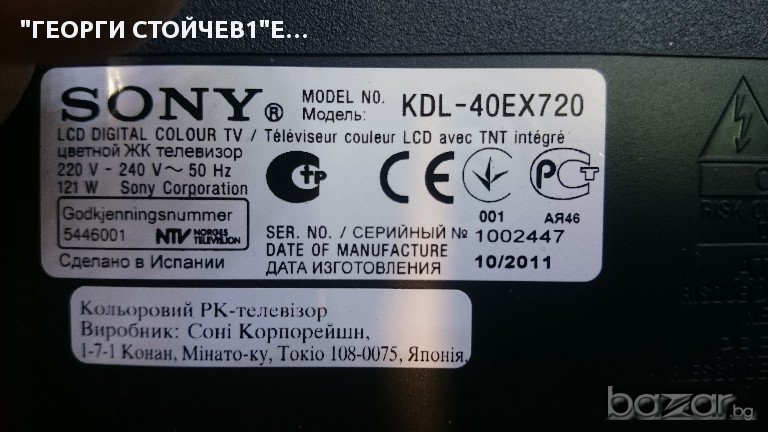 "ГЕОРГИ СТОЙЧЕВ1"Е...
SONY®
MODEL NO.
Модель:
KDL-40EX720
LCD DIGITAL COLOUR TV / Téléviseur couleur LCD avec TNT intégré
цветной ЖК телевизор
220 V - 240 V ~ 50 Hz
121 W Sony Corporation
Godkjenningsnummer
5446001 NTV NORGES TELEVISJON
Сделано в Испании
001
АЯ46
SER. NO. / СЕРИЙНЫЙ № 1002447
DATE OF MANUFACTURE
ДАТА ИЗГОТОВЛЕНИЯ
10/2011
Кольоровий РК-телевізор
Виробник: Соні Корпорейшн,
1-7-1 Конан, Мінато-ку, Токіо 108-0075, Японія.
bazar.bg